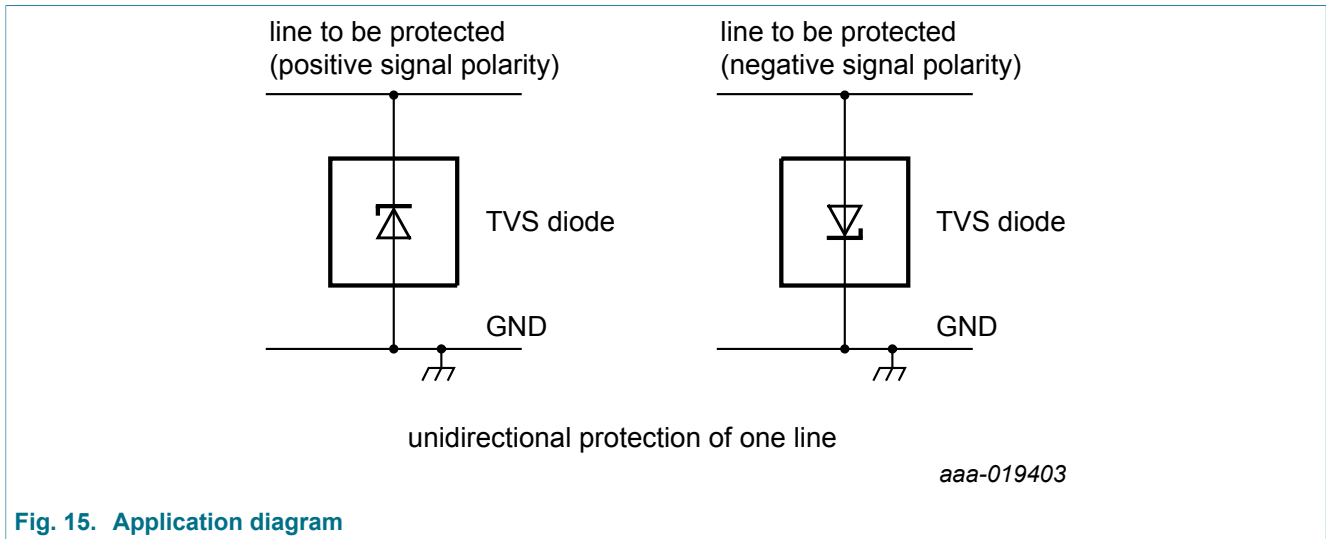 line to be protected
(positive signal polarity)
line to be protected
(negative signal polarity)
TVS diode
TVS diode
GND
GND
unidirectional protection of one line
aaa-019403
Fig. 15. Application diagram